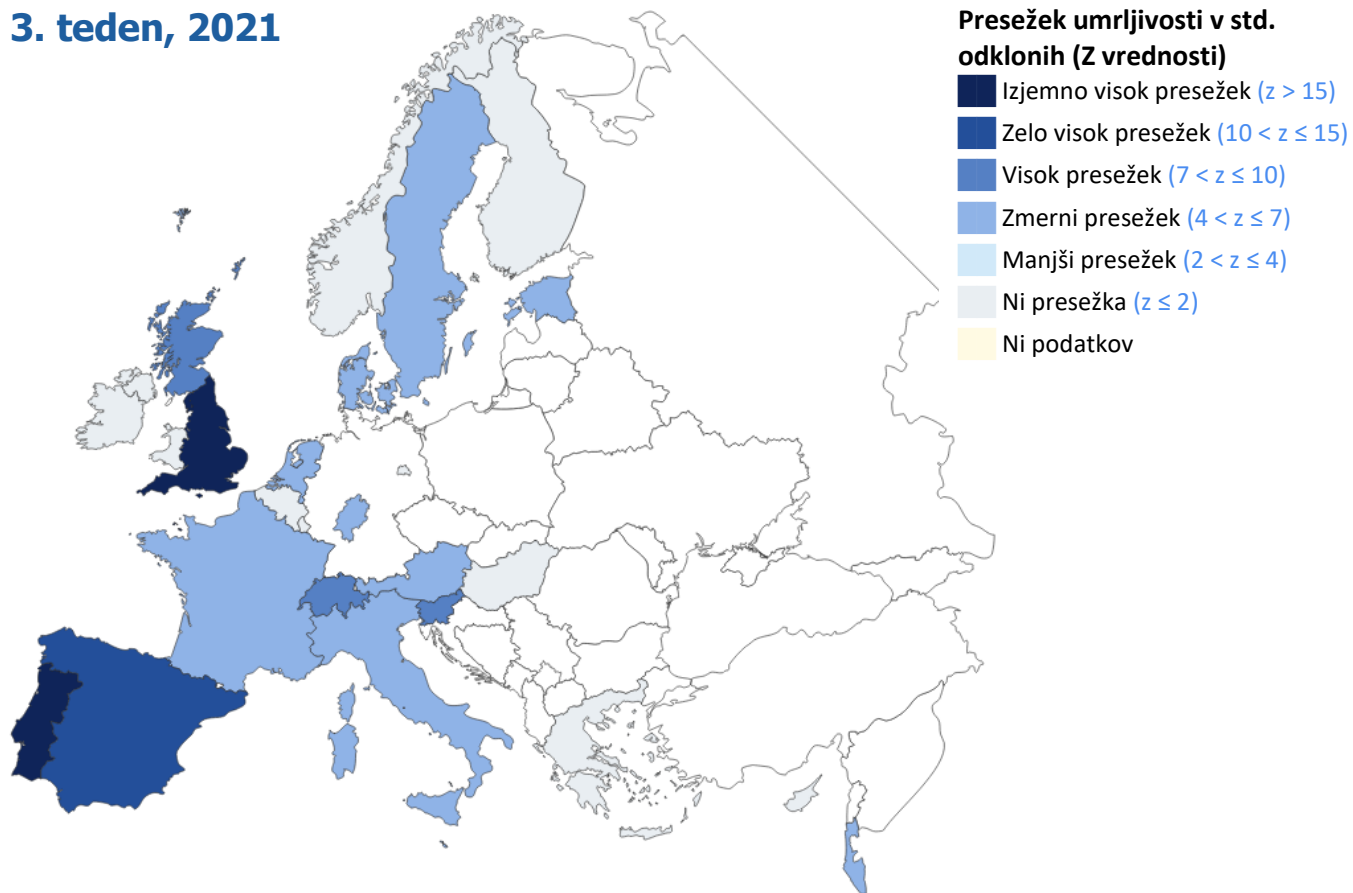 3. teden, 2021
Presežek umrljivosti v std.
odklonih (Z vrednosti)
Izjemno visok presežek (z > 15)
Zelo visok presežek (10 < z ≤ 15)
Visok presežek (7 < z ≤ 10)
Zmerni presežek (4 < z ≤ 7)
Manjši presežek (2 < z ≤ 4)
Ni presežka (z ≤ 2)
Ni podatkov